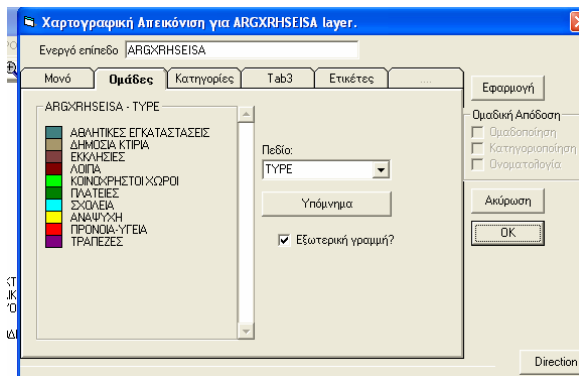 Χαρτογραφική Απεικόνιση για ARGXRHSEISA layer.
Ενεργό επίπεδο ARGXRHSEISA
Μονό Ομάδες Κατηγορίες Tab3 Ετικέτες ....
Εφαρμογή
ARGXRHSEISA - TYPE
ΑΘΛΗΤΙΚΕΣ ΕΓΚΑΤΑΣΤΑΣΕΙΣ
ΔΗΜΟΣΙΑ ΚΤΙΡΙΑ
ΕΚΚΛΗΣΙΕΣ
ΛΟΙΠΑ
ΚΟΙΝΟΧΡΗΣΤΟΙ ΧΩΡΟΙ
ΠΛΑΤΕΙΕΣ
ΣΧΟΛΕΙΑ
ΑΝΑΨΥΧΗ
ΠΡΟΝΟΙΑ-ΥΓΕΙΑ
ΤΡΑΠΕΖΕΣ
Πεδίο:
TYPE
Υπόμνημα
Εξωτερική γραμμή?
Ομαδική Απόδοση
Ομαδοποίηση
Κατηγοριοποίηση
Ονοματολογία
Ακύρωση
OK
Direction